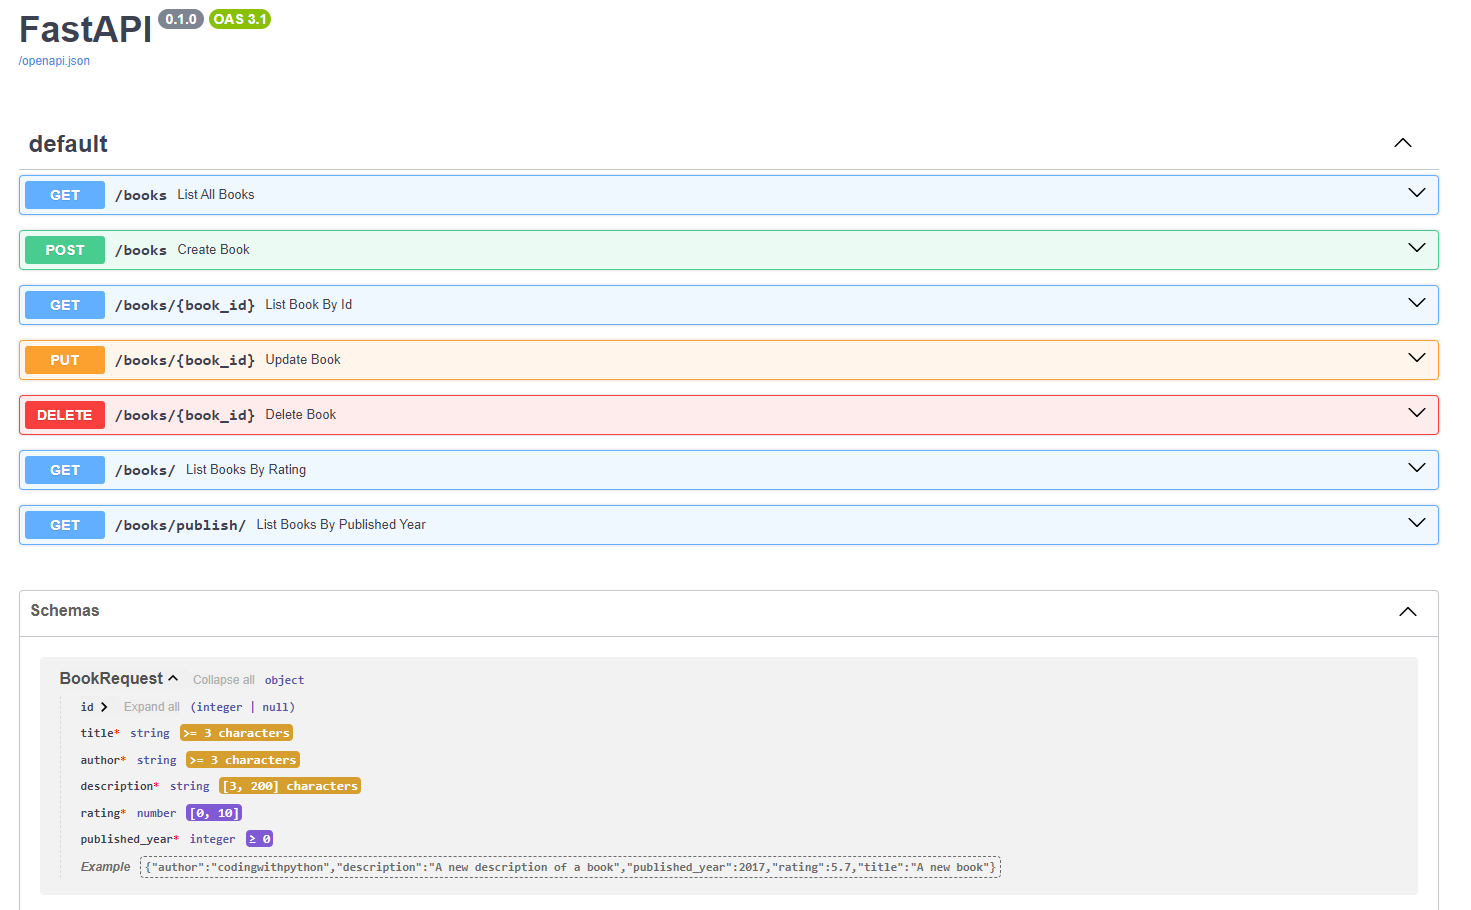 FastAPI 0.1.0 OAS 3.1
/openapi.json
default
GET /books List All Books
POST /books Create Book
GET /books/{book_id} List Book By Id
PUT /books/{book_id} Update Book
DELETE /books/{book_id} Delete Book
GET /books/ List Books By Rating
GET /books/publish/ List Books By Published Year
Schemas
BookRequest Collapse all object
id Expand all (integer | null)
title* string >= 3 characters
author* string >= 3 characters
description* string [3, 200] characters
rating* number [0, 10]
published_year* integer ≥ 0
Example {"author":"codingwithpython","description":"A new description of a book","published_year":2017,"rating":5.7,"title":"A new book"}